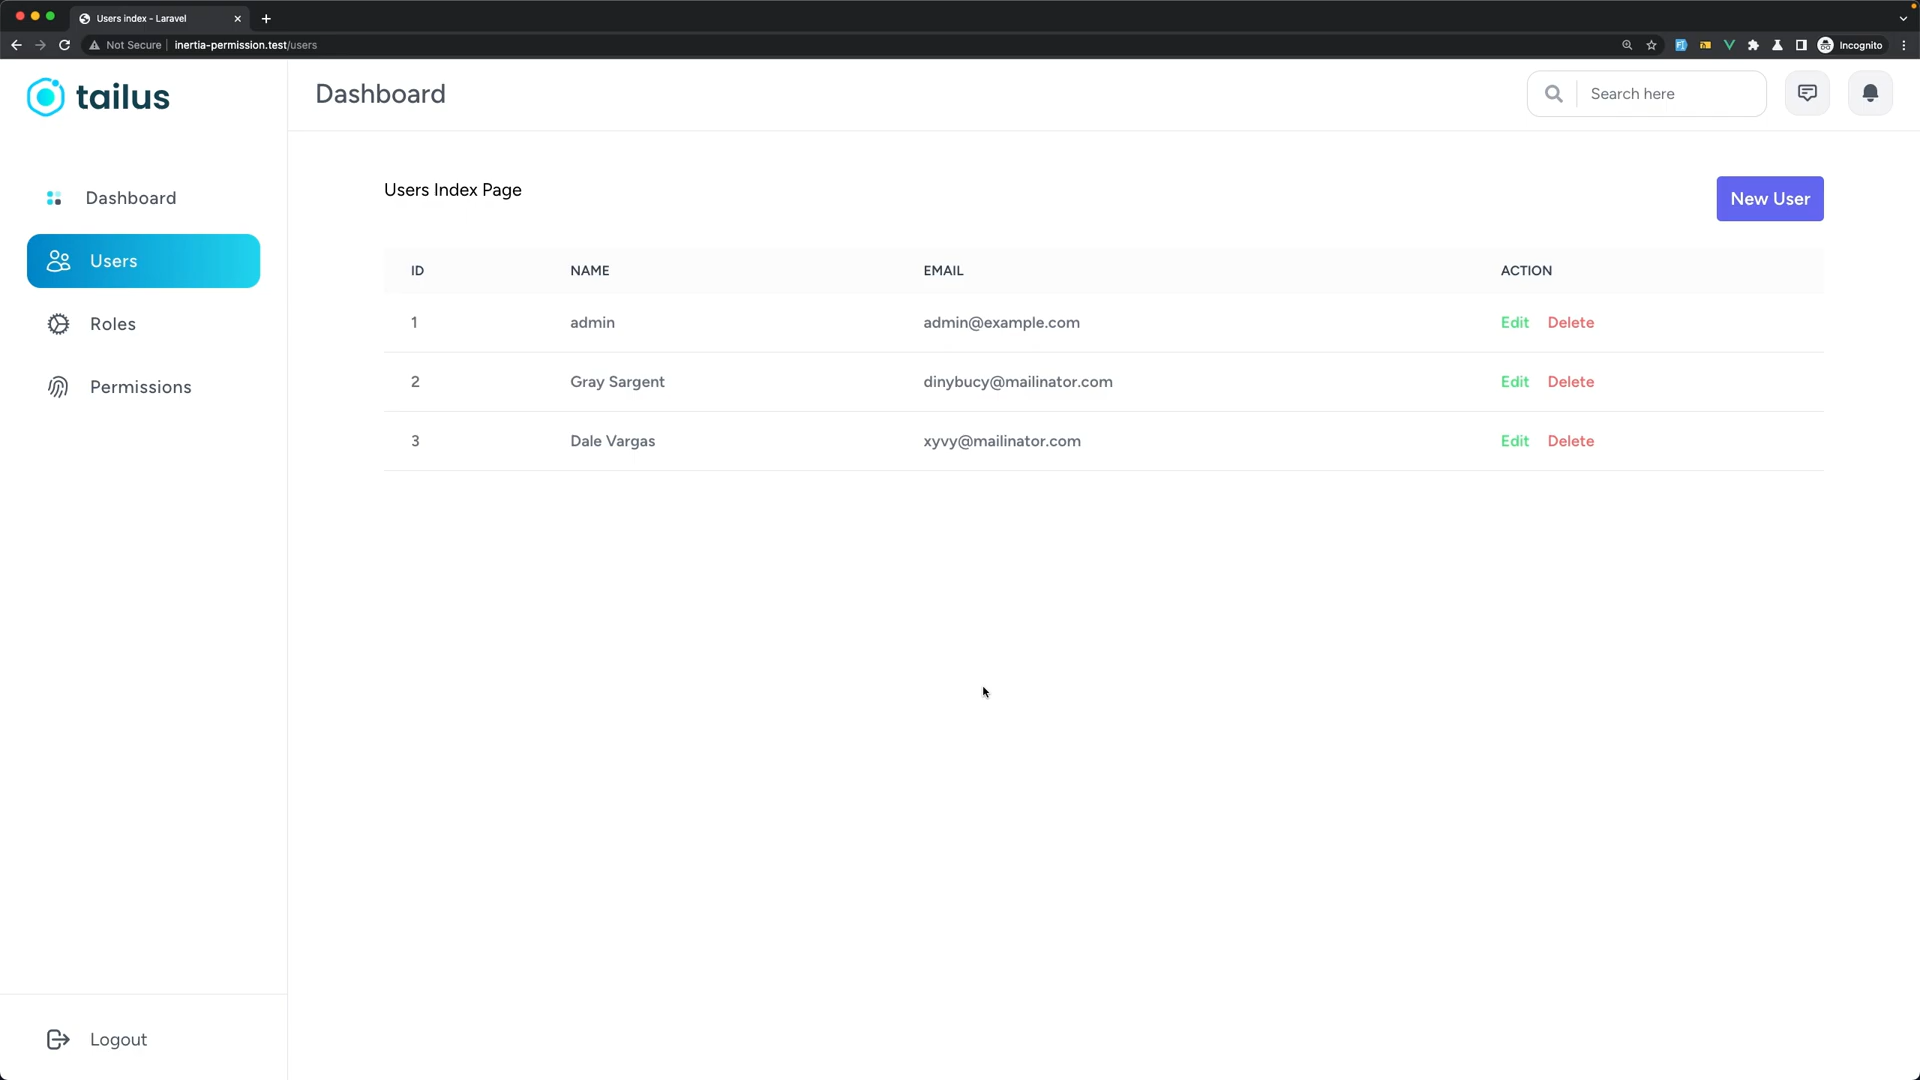 Users index - Laravel
Not Secure
inertia-permission.test/users
Incognito
tailus
Dashboard
Search here
Dashboard
Users
Roles
Permissions
Logout
Users Index Page
New User
ID NAME EMAIL ACTION
1 admin admin@example.com Edit Delete
2 Gray Sargent dinybucy@mailinator.com Edit Delete
3 Dale Vargas xyvy@mailinator.com Edit Delete